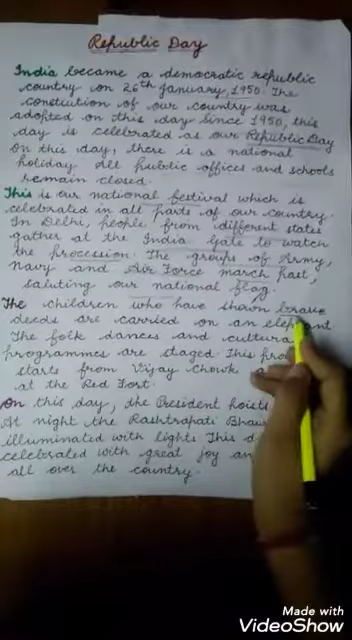 Republic Day
India became a democratic republic
country on 26th January, 1950. The
constiution of our country was
adopted on this day since 1950, this
day is celebrated as our Republic Day
On this day, there is a national
holiday all public offices and schools
remain closed.
This is our national festival which is
celebrated in all parts of our country.
In Delhi, people from different states
gather at the India Gate to watch
the procession. The groups of Army,
Navy and Air Force march past,
saluting our national flag.
The children who have shown brave
deeds are carried on an elephant
The folk dances and cultura
programmes are staged. This pro
starts from Vijay Chowk
at the Red Fort.
On this day, the President hoist
At night the Rashtrapati Bhaw
illuminated with lights This d
celebrated with great joy an
all over the country.
Made with
VideoShow